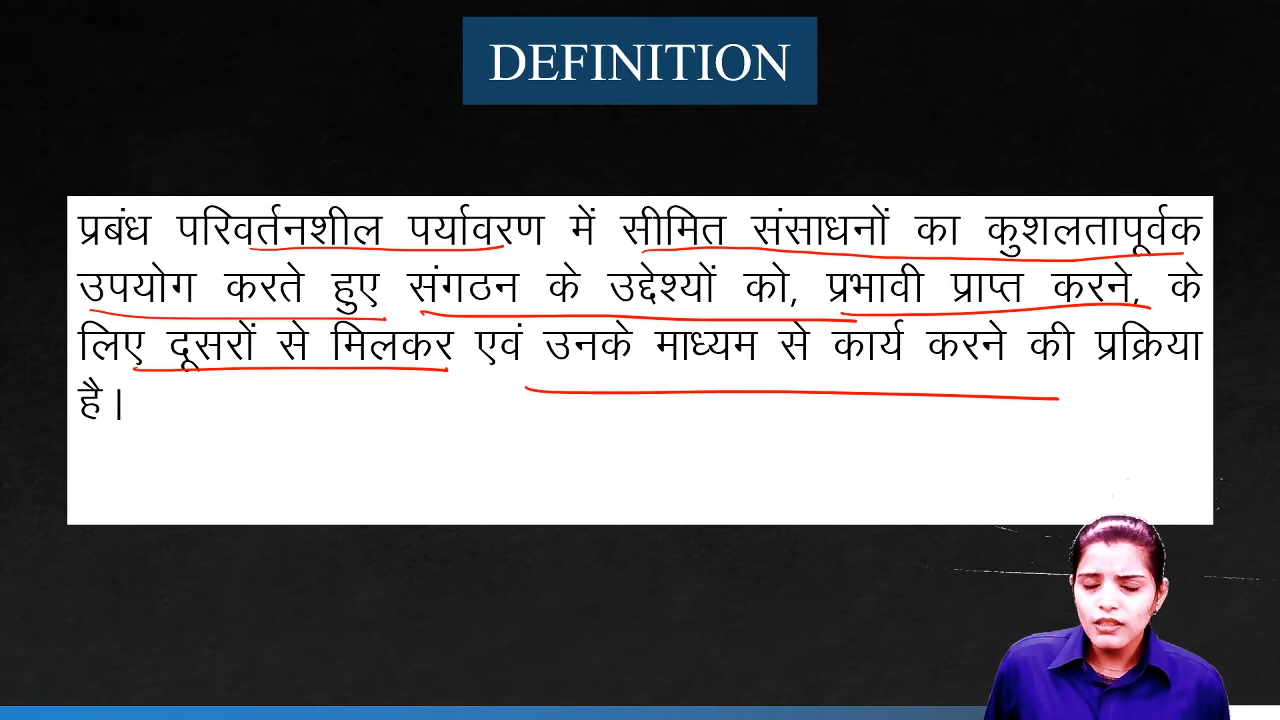 DEFINITION
प्रबंध परिवर्तनशील पर्यावरण में सीमित संसाधनों का कुशलतापूर्वक
उपयोग करते हुए संगठन के उद्देश्यों को, प्रभावी प्राप्त करने, के
लिए दूसरों से मिलकर एवं उनके माध्यम से कार्य करने की प्रक्रिया
है।